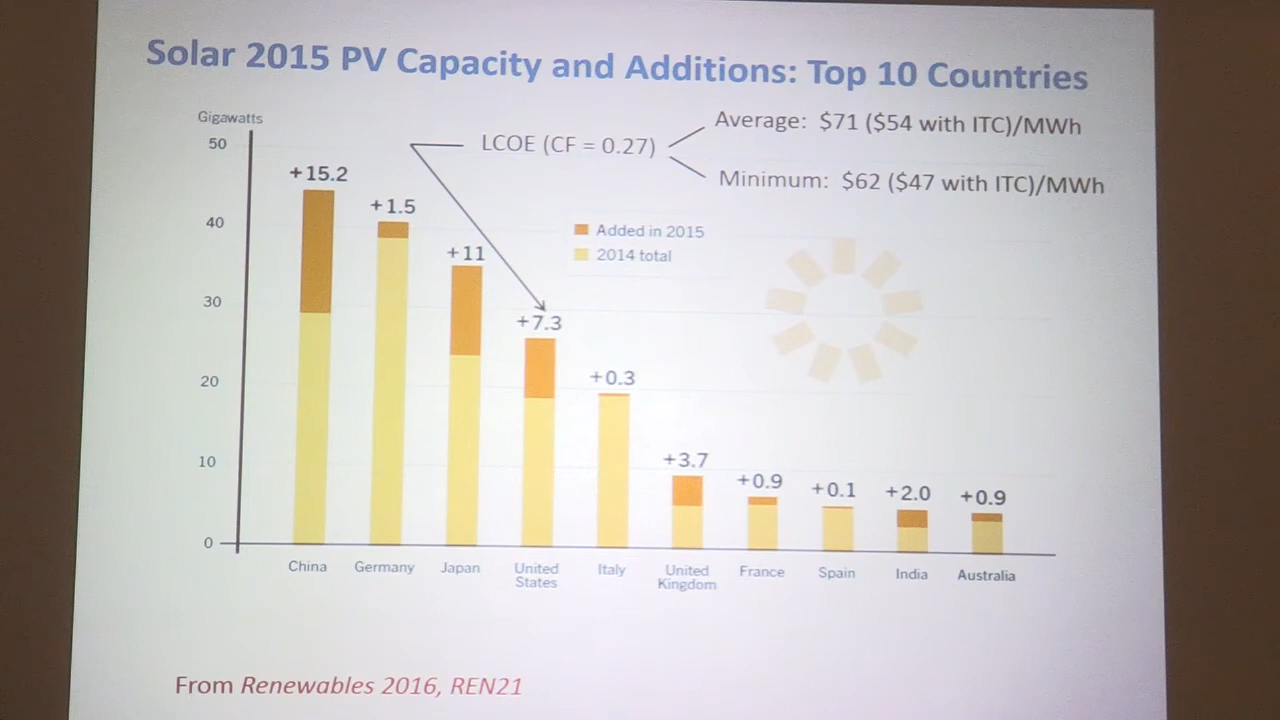 Solar 2015 PV Capacity and Additions: Top 10 Countries
Gigawatts
Average: $71 ($54 with ITC)/MWh
LCOE (CF = 0.27)
Minimum: $62 ($47 with ITC)/MWh
50
40
30
20
10
0
+15.2
+1.5
+11
+7.3
+0.3
+3.7
+0.9
+0.1
+2.0
+0.9
Added in 2015
2014 total
China
Germany
Japan
United
States
Italy
United
Kingdom
France
Spain
India
Australia
From Renewables 2016, REN21